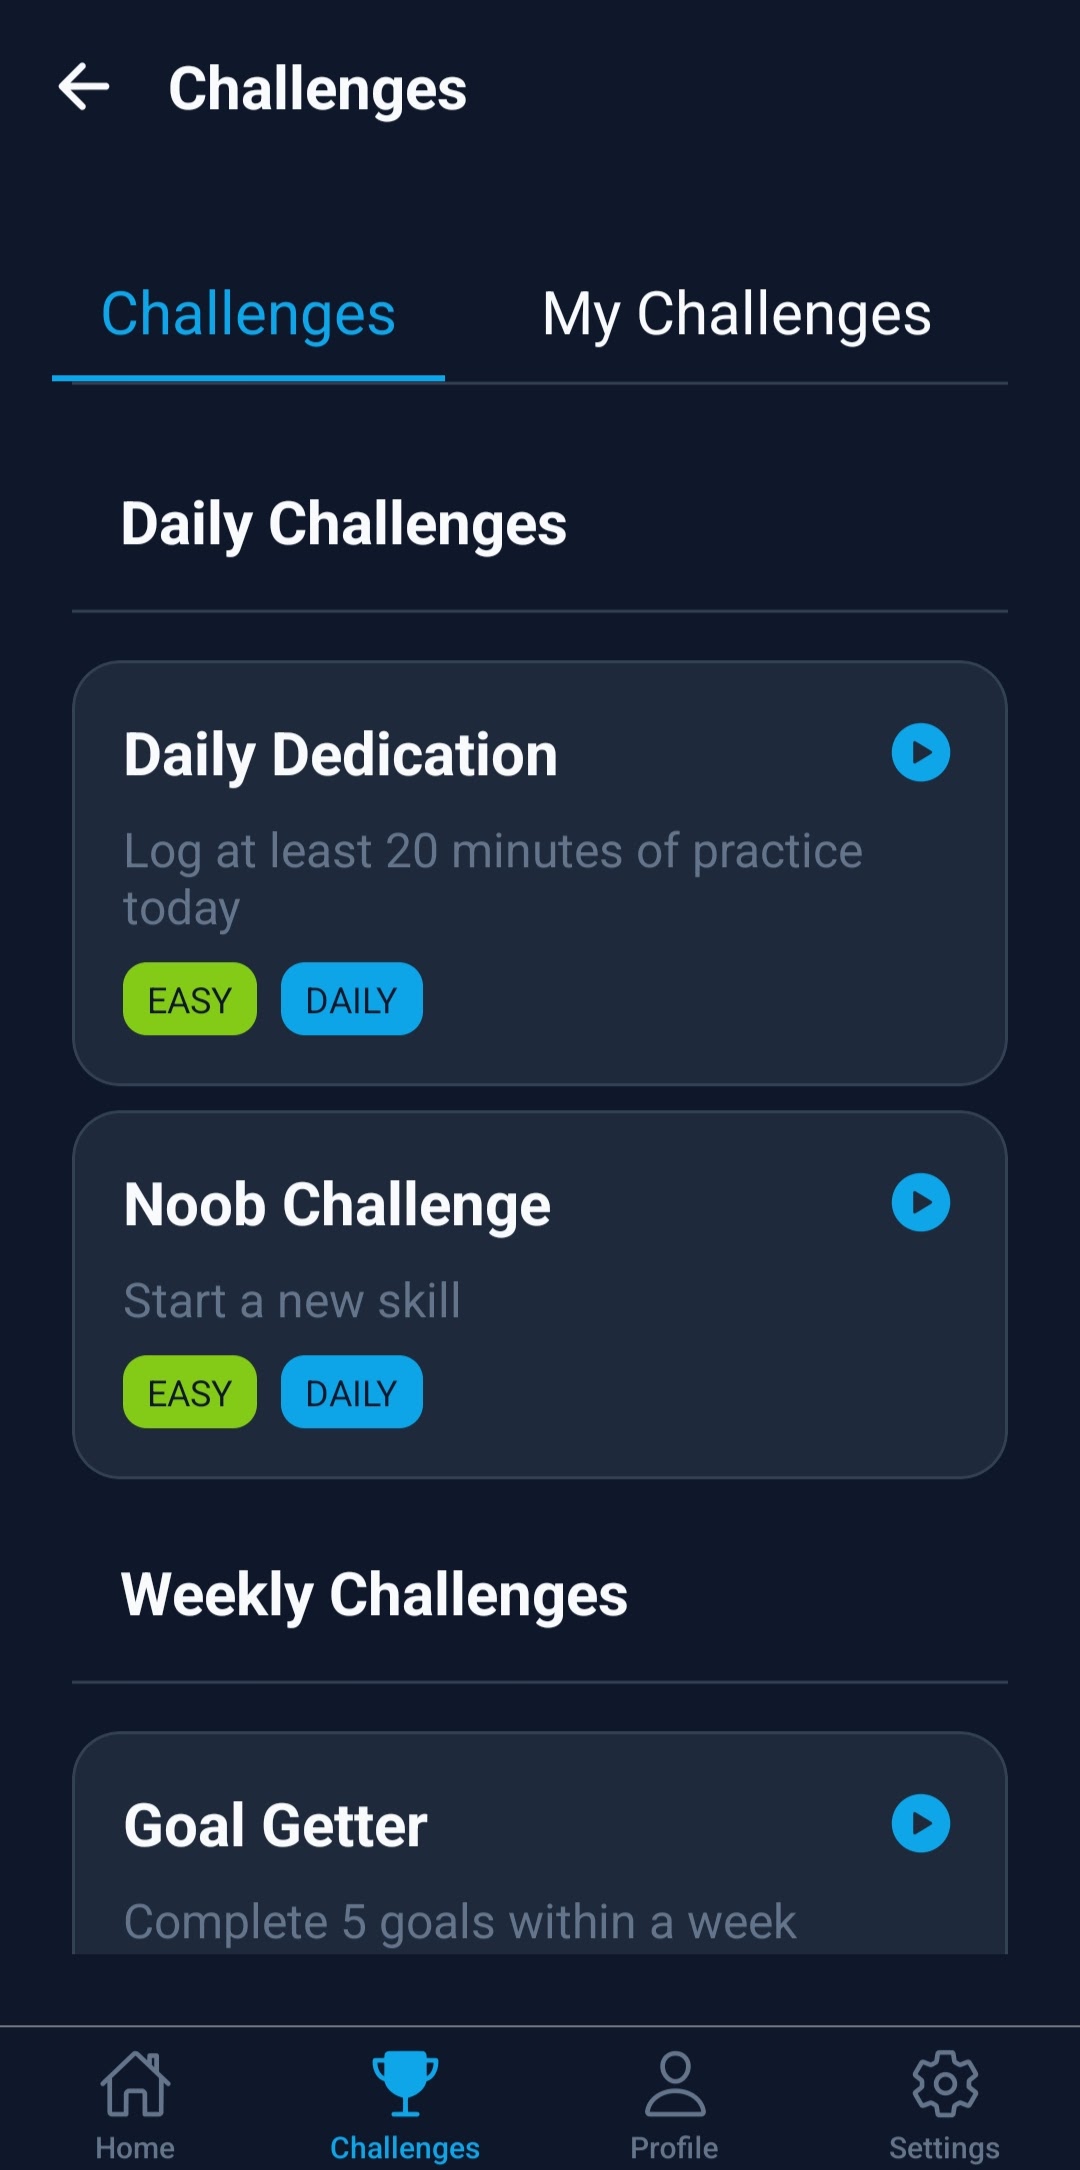 Challenges
Challenges
My Challenges
Daily Challenges
Daily Dedication
Log at least 20 minutes of practice
today
EASY
DAILY
Noob Challenge
Start a new skill
EASY
DAILY
Weekly Challenges
Goal Getter
Complete 5 goals within a week
Home
Challenges
Profile
Settings